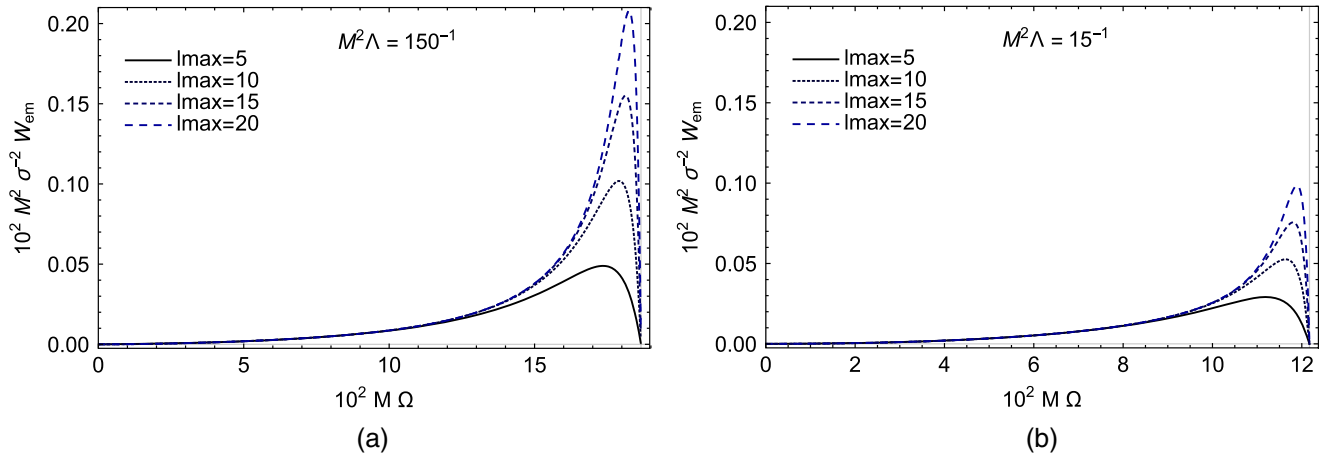 0.20
0.15
0.10
0.05
0.00
10² M² σ⁻² W_em
M²Λ = 150⁻¹
lmax=5
lmax=10
lmax=15
lmax=20
0 5 10 15
10² M Ω
(a)
0.20
0.15
0.10
0.05
0.00
10² M² σ⁻² W_em
M²Λ = 15⁻¹
lmax=5
lmax=10
lmax=15
lmax=20
0 2 4 6 8 10 12
10² M Ω
(b)